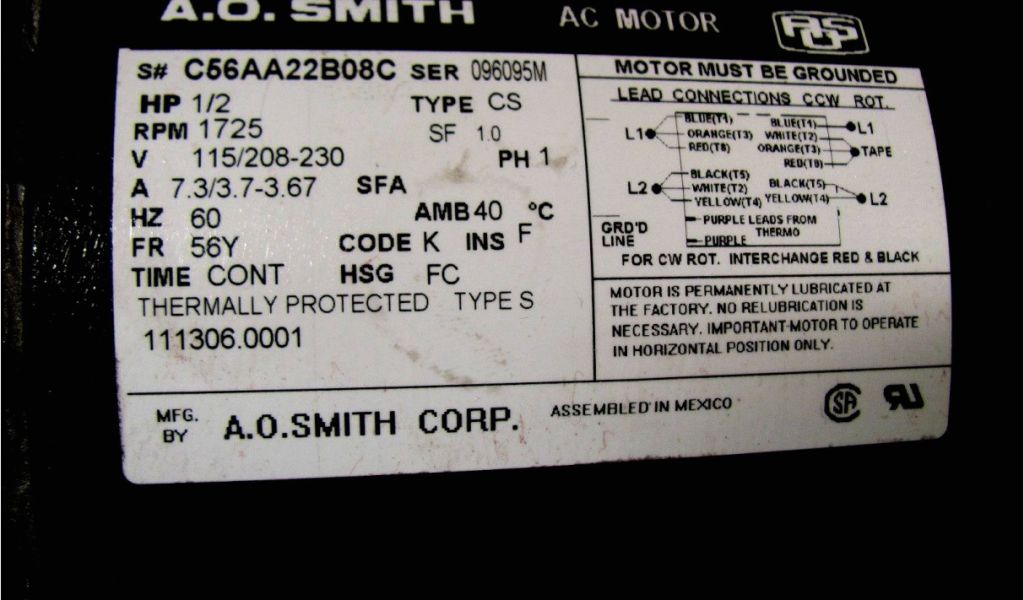 A.O. SMITH AC MOTOR
S# C56AA22B08C SER 096095M
HP 1/2 TYPE CS
RPM 1725 SF 1.0
V 115/208-230 PH 1
A 7.3/3.7-3.67 SFA
HZ 60 AMB 40 °C
FR 56Y CODE K INS F
TIME CONT HSG FC
THERMALLY PROTECTED TYPE S
111306.0001
MOTOR MUST BE GROUNDED
LEAD CONNECTIONS CCW ROT.
L1
BLUE(T1)
ORANGE(T3)
RED(T8)
L2
BLACK(T5)
WHITE(T2)
YELLOW(T4)
BLUE(T1)
WHITE(T2)
ORANGE(T3)
RED(T8)
L1
TAPE
BLACK(T5)
YELLOW(T4)
L2
GRD'D
LINE
PURPLE LEADS FROM
THERMO
PURPLE
FOR CW ROT. INTERCHANGE RED & BLACK
MOTOR IS PERMANENTLY LUBRICATED AT
THE FACTORY. NO RELUBRICATION IS
NECESSARY. IMPORTANT-MOTOR TO OPERATE
IN HORIZONTAL POSITION ONLY.
MFG.
BY
A.O.SMITH CORP.
ASSEMBLED IN MEXICO